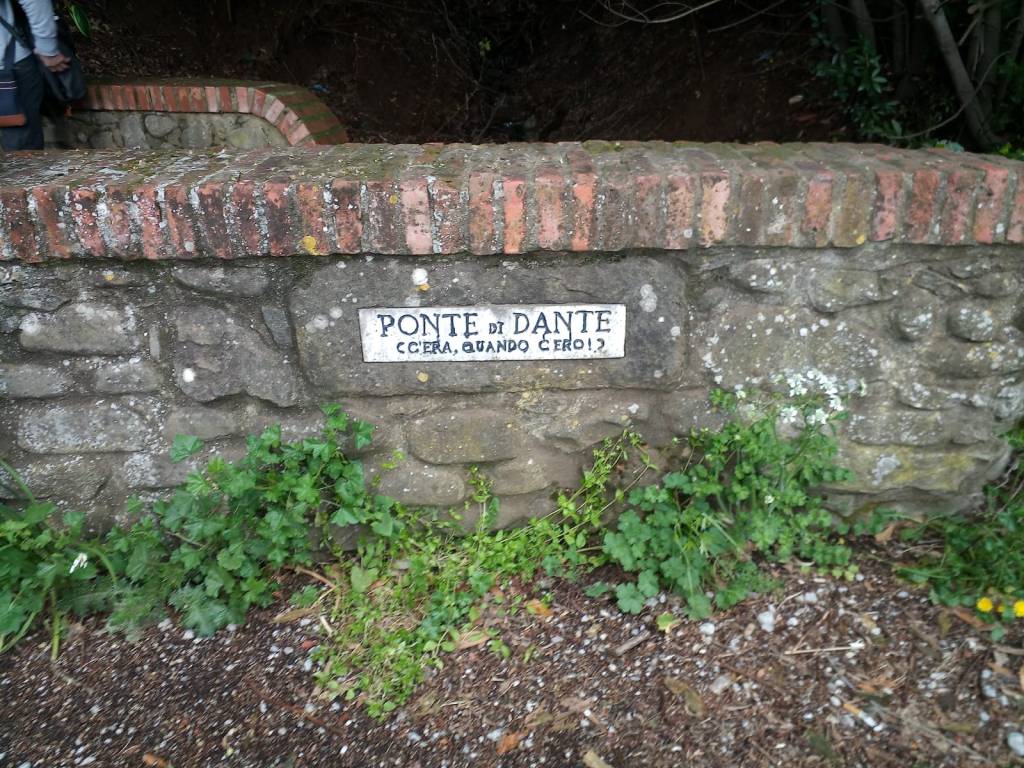 PONTE DI DANTE
(C'ERA, QUANDO C'ERO!)